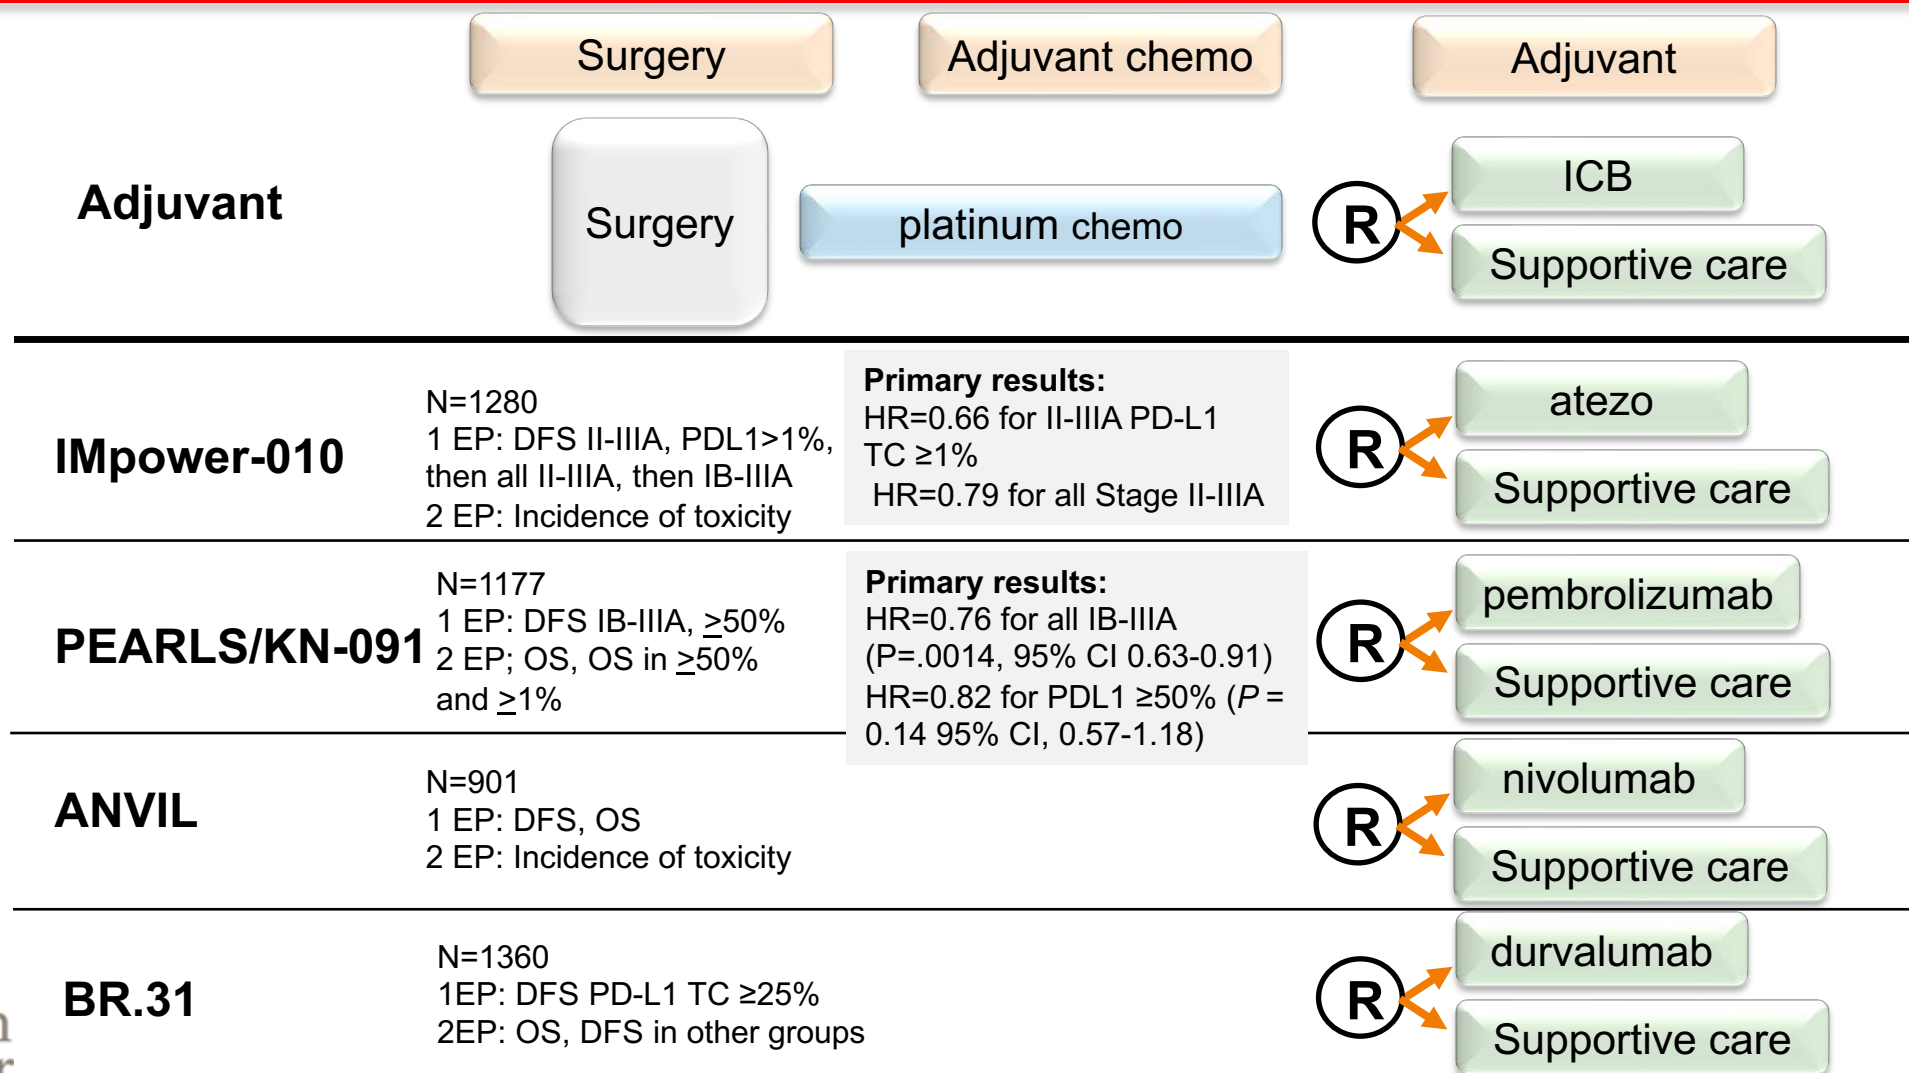 Surgery
Adjuvant chemo
Adjuvant
Adjuvant
Surgery
platinum chemo
R
ICB
Supportive care
IMpower-010
N=1280
1 EP: DFS II-IIIA, PDL1>1%,
then all II-IIIA, then IB-IIIA
2 EP: Incidence of toxicity
Primary results:
HR=0.66 for II-IIIA PD-L1
TC ≥1%
HR=0.79 for all Stage II-IIIA
R
atezo
Supportive care
PEARLS/KN-091
N=1177
1 EP: DFS IB-IIIA, ≥50%
2 EP; OS, OS in ≥50%
and ≥1%
Primary results:
HR=0.76 for all IB-IIIA
(P=.0014, 95% CI 0.63-0.91)
HR=0.82 for PDL1 ≥50% (P =
0.14 95% CI, 0.57-1.18)
R
pembrolizumab
Supportive care
ANVIL
N=901
1 EP: DFS, OS
2 EP: Incidence of toxicity
R
nivolumab
Supportive care
BR.31
N=1360
1EP: DFS PD-L1 TC ≥25%
2EP: OS, DFS in other groups
R
durvalumab
Supportive care